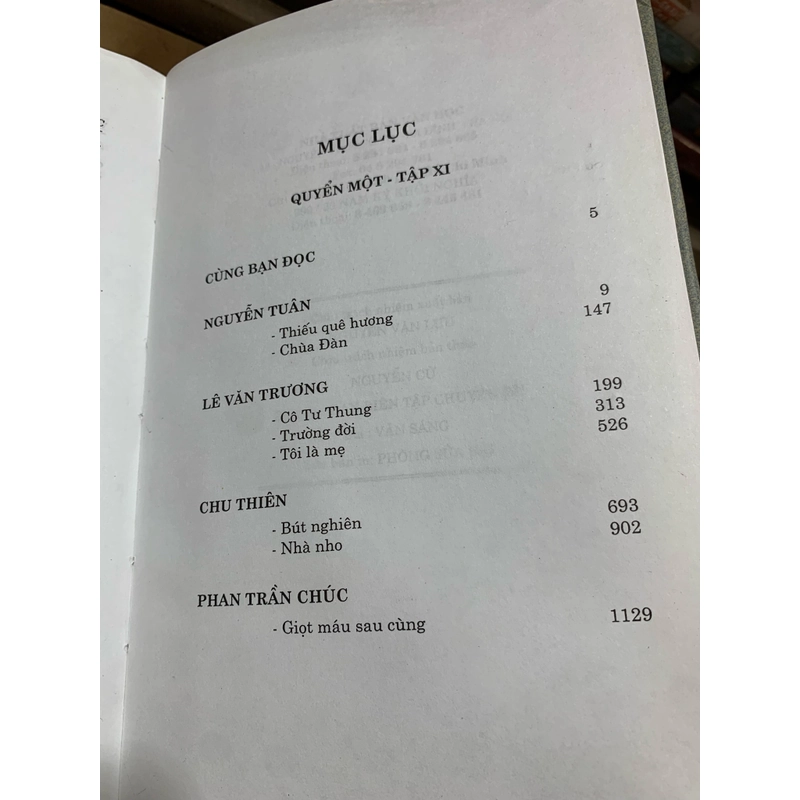 MỤC LỤC
QUYỂN MỘT - TẬP XI
CÙNG BẠN ĐỌC 5
NGUYỄN TUÂN
- Thiếu quê hương 9
- Chùa Đàn 147
LÊ VĂN TRƯƠNG
- Cô Tư Thung 199
- Trường đời 313
- Tôi là mẹ 526
CHU THIÊN
- Bút nghiên 693
- Nhà nho 902
PHAN TRẦN CHÚC
- Giọt máu sau cùng 1129